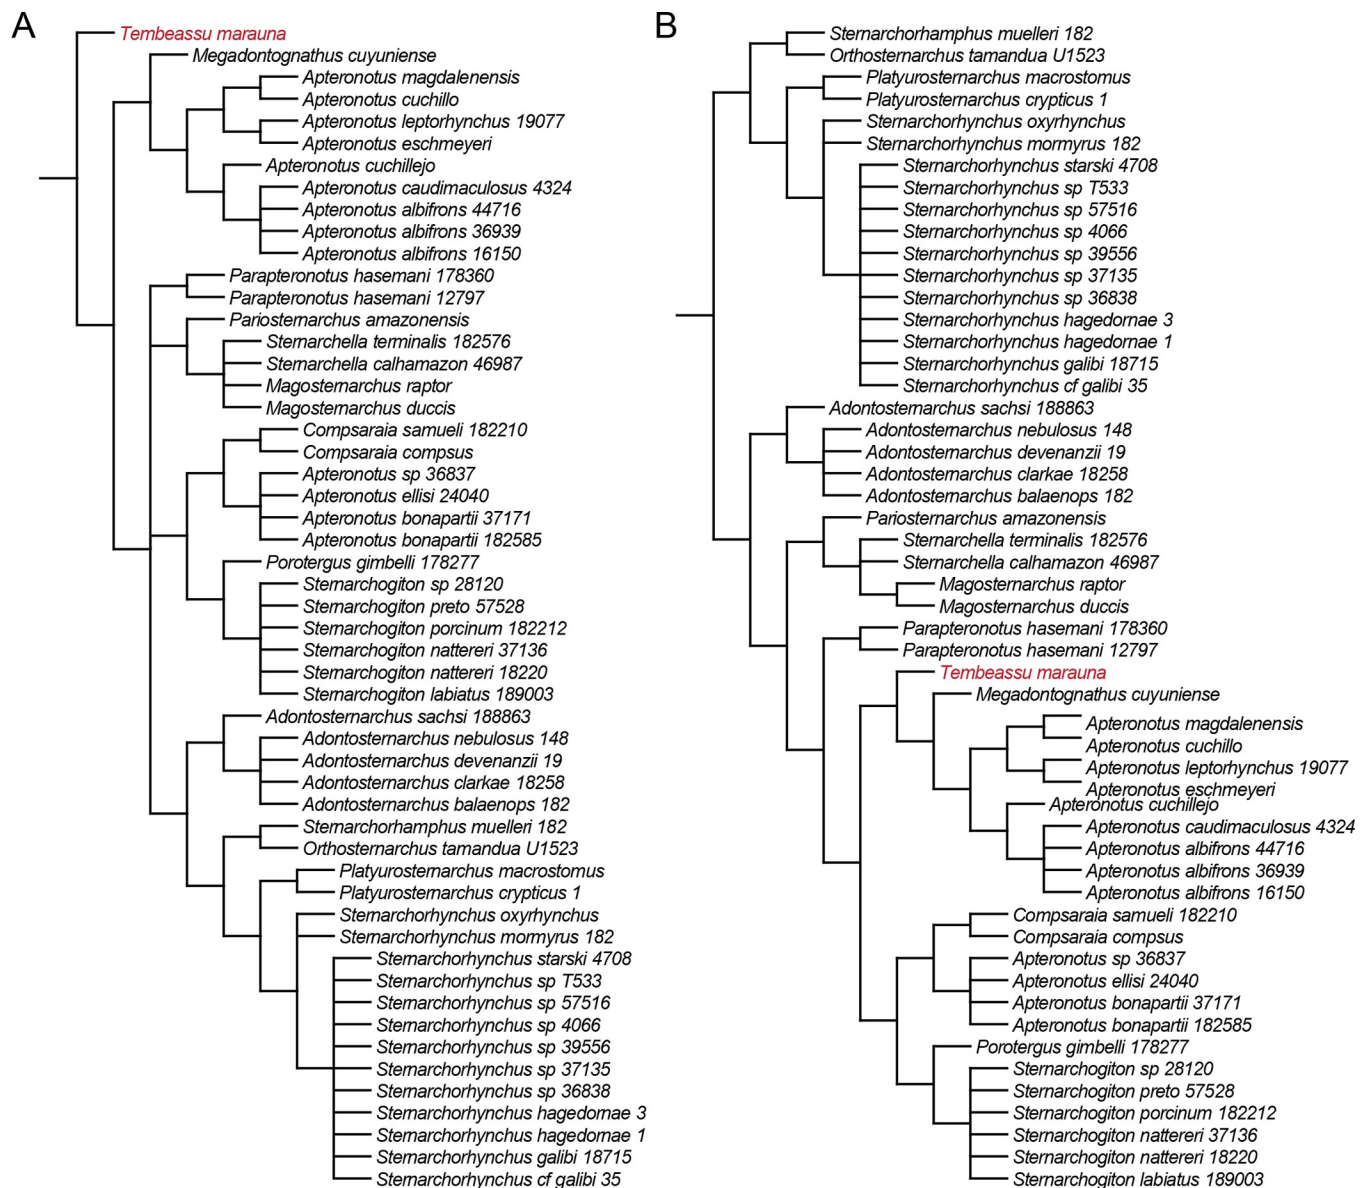 A
Tembeassu marauna
Megadontognathus cuyuniense
Apteronotus magdalenensis
Apteronotus cuchillo
Apteronotus leptorhynchus 19077
Apteronotus eschmeyeri
Apteronotus cuchillejo
Apteronotus caudimaculosus 4324
Apteronotus albifrons 44716
Apteronotus albifrons 36939
Apteronotus albifrons 16150
Parapteronotus hasemani 178360
Parapteronotus hasemani 12797
Pariosternarchus amazonensis
Sternarchella terminalis 182576
Sternarchella calhamazon 46987
Magosternarchus raptor
Magosternarchus duccis
Compsaraia samueli 182210
Compsaraia compsus
Apteronotus sp 36837
Apteronotus ellisi 24040
Apteronotus bonapartii 37171
Apteronotus bonapartii 182585
Porotergus gimbelli 178277
Sternarchogiton sp 28120
Sternarchogiton preto 57528
Sternarchogiton porcinum 182212
Sternarchogiton nattereri 37136
Sternarchogiton nattereri 18220
Sternarchogiton labiatus 189003
Adontosternarchus sachsi 188863
Adontosternarchus nebulosus 148
Adontosternarchus devenanzii 19
Adontosternarchus clarkae 18258
Adontosternarchus balaenops 182
Sternarchorhamphus muelleri 182
Orthosternarchus tamandua U1523
Platyurosternarchus macrostomus
Platyurosternarchus crypticus 1
Sternarchorhynchus oxyrhynchus
Sternarchorhynchus mormyrus 182
Sternarchorhynchus starski 4708
Sternarchorhynchus sp T533
Sternarchorhynchus sp 57516
Sternarchorhynchus sp 4066
Sternarchorhynchus sp 39556
Sternarchorhynchus sp 37135
Sternarchorhynchus sp 36838
Sternarchorhynchus hagedornae 3
Sternarchorhynchus hagedornae 1
Sternarchorhynchus galibi 18715
Sternarchorhynchus cf galibi 35
B
Sternarchorhamphus muelleri 182
Orthosternarchus tamandua U1523
Platyurosternarchus macrostomus
Platyurosternarchus crypticus 1
Sternarchorhynchus oxyrhynchus
Sternarchorhynchus mormyrus 182
Sternarchorhynchus starski 4708
Sternarchorhynchus sp T533
Sternarchorhynchus sp 57516
Sternarchorhynchus sp 4066
Sternarchorhynchus sp 39556
Sternarchorhynchus sp 37135
Sternarchorhynchus sp 36838
Sternarchorhynchus hagedornae 3
Sternarchorhynchus hagedornae 1
Sternarchorhynchus galibi 18715
Sternarchorhynchus cf galibi 35
Adontosternarchus sachsi 188863
Adontosternarchus nebulosus 148
Adontosternarchus devenanzii 19
Adontosternarchus clarkae 18258
Adontosternarchus balaenops 182
Pariosternarchus amazonensis
Sternarchella terminalis 182576
Sternarchella calhamazon 46987
Magosternarchus raptor
Magosternarchus duccis
Parapteronotus hasemani 178360
Parapteronotus hasemani 12797
Tembeassu marauna
Megadontognathus cuyuniense
Apteronotus magdalenensis
Apteronotus cuchillo
Apteronotus leptorhynchus 19077
Apteronotus eschmeyeri
Apteronotus cuchillejo
Apteronotus caudimaculosus 4324
Apteronotus albifrons 44716
Apteronotus albifrons 36939
Apteronotus albifrons 16150
Compsaraia samueli 182210
Compsaraia compsus
Apteronotus sp 36837
Apteronotus ellisi 24040
Apteronotus bonapartii 37171
Apteronotus bonapartii 182585
Porotergus gimbelli 178277
Sternarchogiton sp 28120
Sternarchogiton preto 57528
Sternarchogiton porcinum 182212
Sternarchogiton nattereri 37136
Sternarchogiton nattereri 18220
Sternarchogiton labiatus 189003